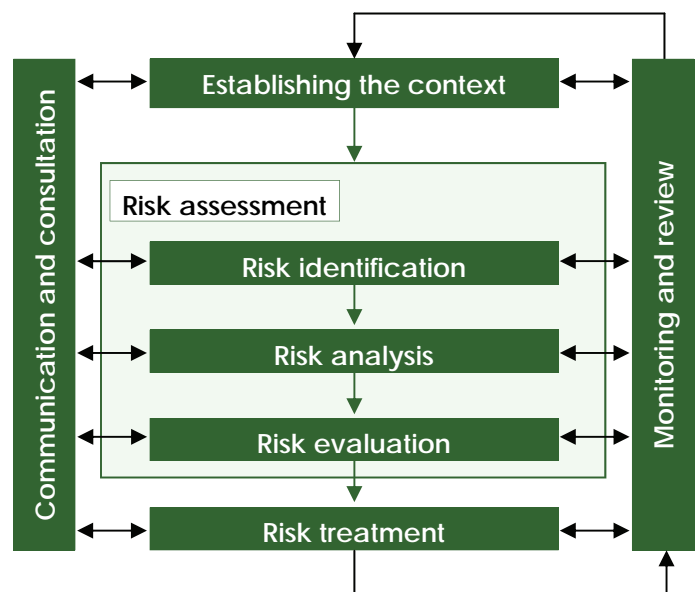 Establishing the context
Communication and consultation
Monitoring and review
Risk assessment
Risk identification
Risk analysis
Risk evaluation
Risk treatment